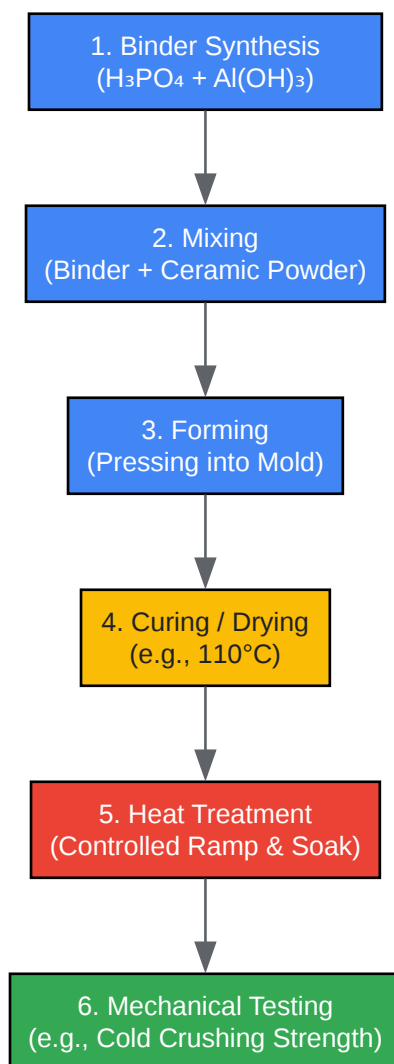 1. Binder Synthesis
(H₃PO₄ + Al(OH)₃)
2. Mixing
(Binder + Ceramic Powder)
3. Forming
(Pressing into Mold)
4. Curing / Drying
(e.g., 110°C)
5. Heat Treatment
(Controlled Ramp & Soak)
6. Mechanical Testing
(e.g., Cold Crushing Strength)